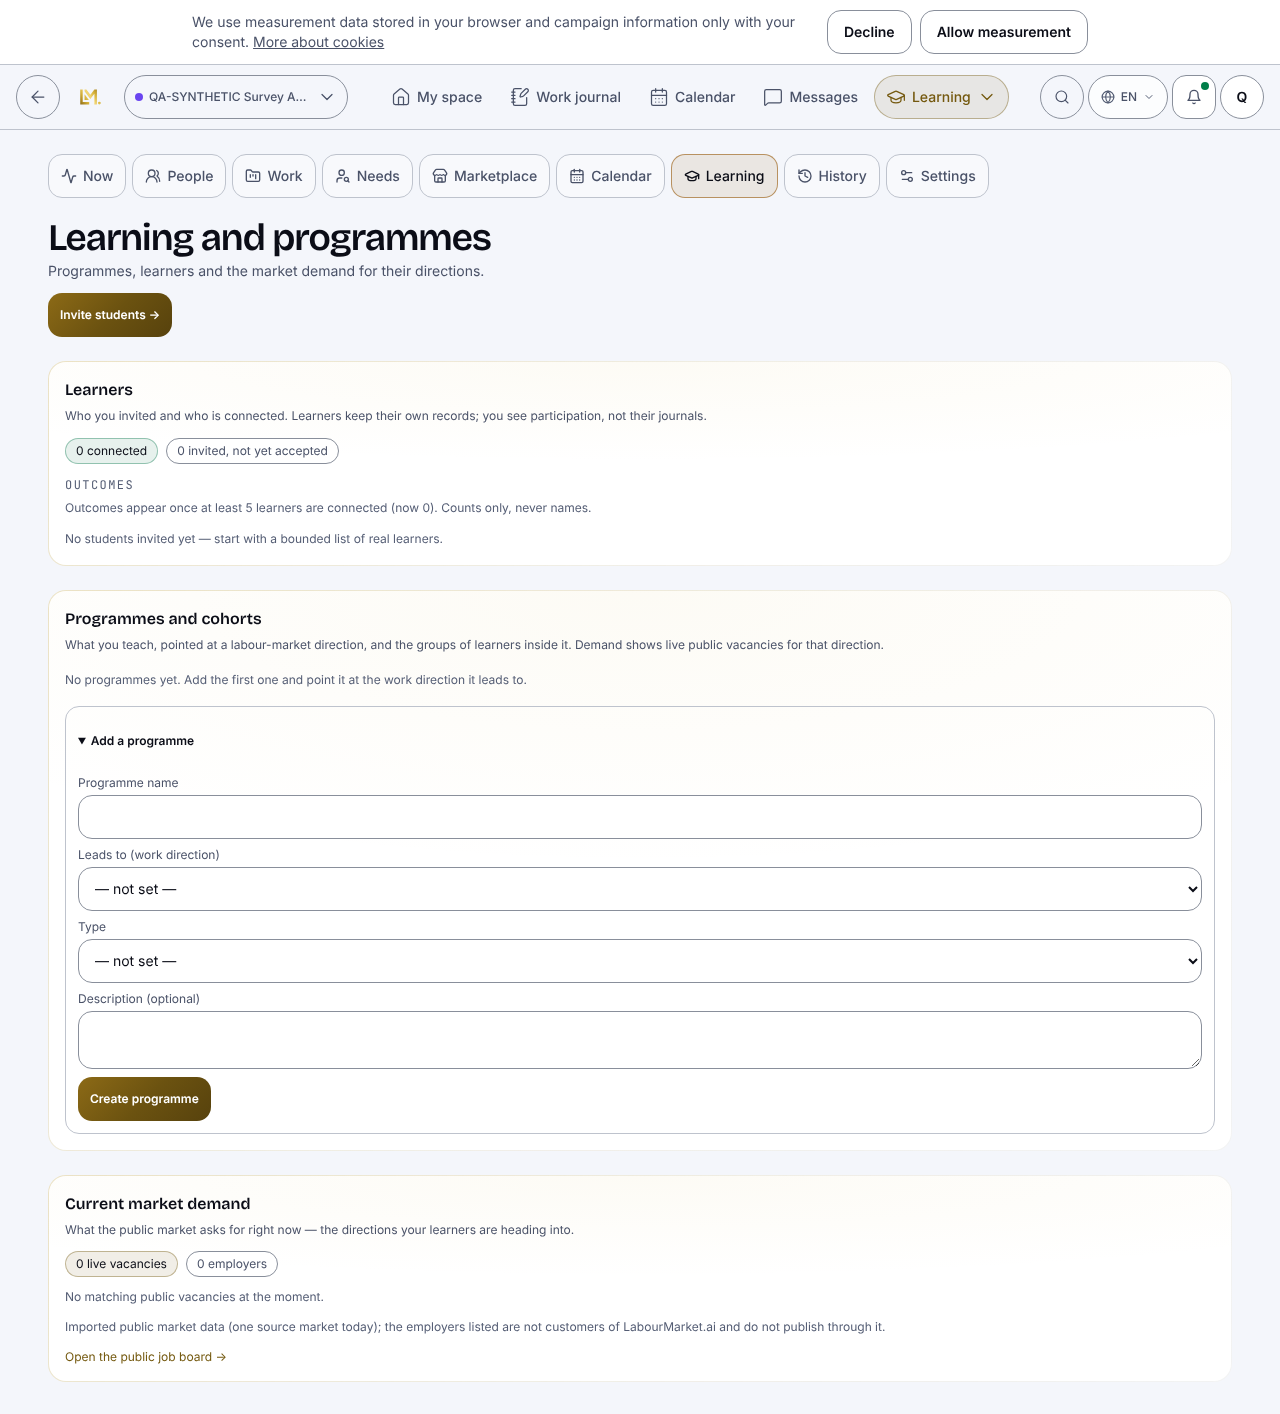 We use measurement data stored in your browser and campaign information only with your
consent. More about cookies
Decline
Allow measurement
LM.
QA-SYNTHETIC Survey A...
My space
Work journal
Calendar
Messages
Learning
EN
Q
Now
People
Work
Needs
Marketplace
Calendar
Learning
History
Settings
Learning and programmes
Programmes, learners and the market demand for their directions.
Invite students →
Learners
Who you invited and who is connected. Learners keep their own records; you see participation, not their journals.
0 connected
0 invited, not yet accepted
OUTCOMES
Outcomes appear once at least 5 learners are connected (now 0). Counts only, never names.
No students invited yet — start with a bounded list of real learners.
Programmes and cohorts
What you teach, pointed at a labour-market direction, and the groups of learners inside it. Demand shows live public vacancies for that direction.
No programmes yet. Add the first one and point it at the work direction it leads to.
▼ Add a programme
Programme name
Leads to (work direction)
— not set —
Type
— not set —
Description (optional)
Create programme
Current market demand
What the public market asks for right now — the directions your learners are heading into.
0 live vacancies
0 employers
No matching public vacancies at the moment.
Imported public market data (one source market today); the employers listed are not customers of LabourMarket.ai and do not publish through it.
Open the public job board →